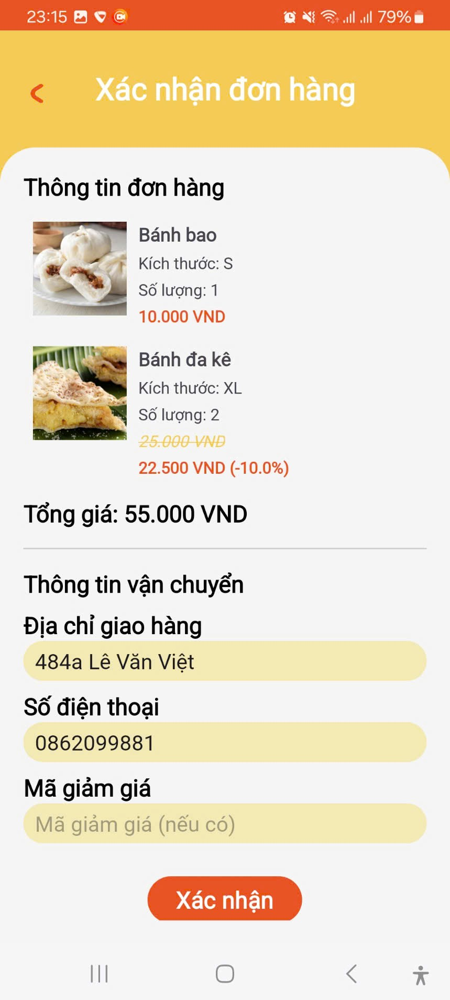 23:15 79%
Xác nhận đơn hàng
Thông tin đơn hàng
Bánh bao
Kích thước: S
Số lượng: 1
10.000 VND
Bánh đa kê
Kích thước: XL
Số lượng: 2
25.000 VND
22.500 VND (-10.0%)
Tổng giá: 55.000 VND
Thông tin vận chuyển
Địa chỉ giao hàng
484a Lê Văn Việt
Số điện thoại
0862099881
Mã giảm giá
Mã giảm giá (nếu có)
Xác nhận